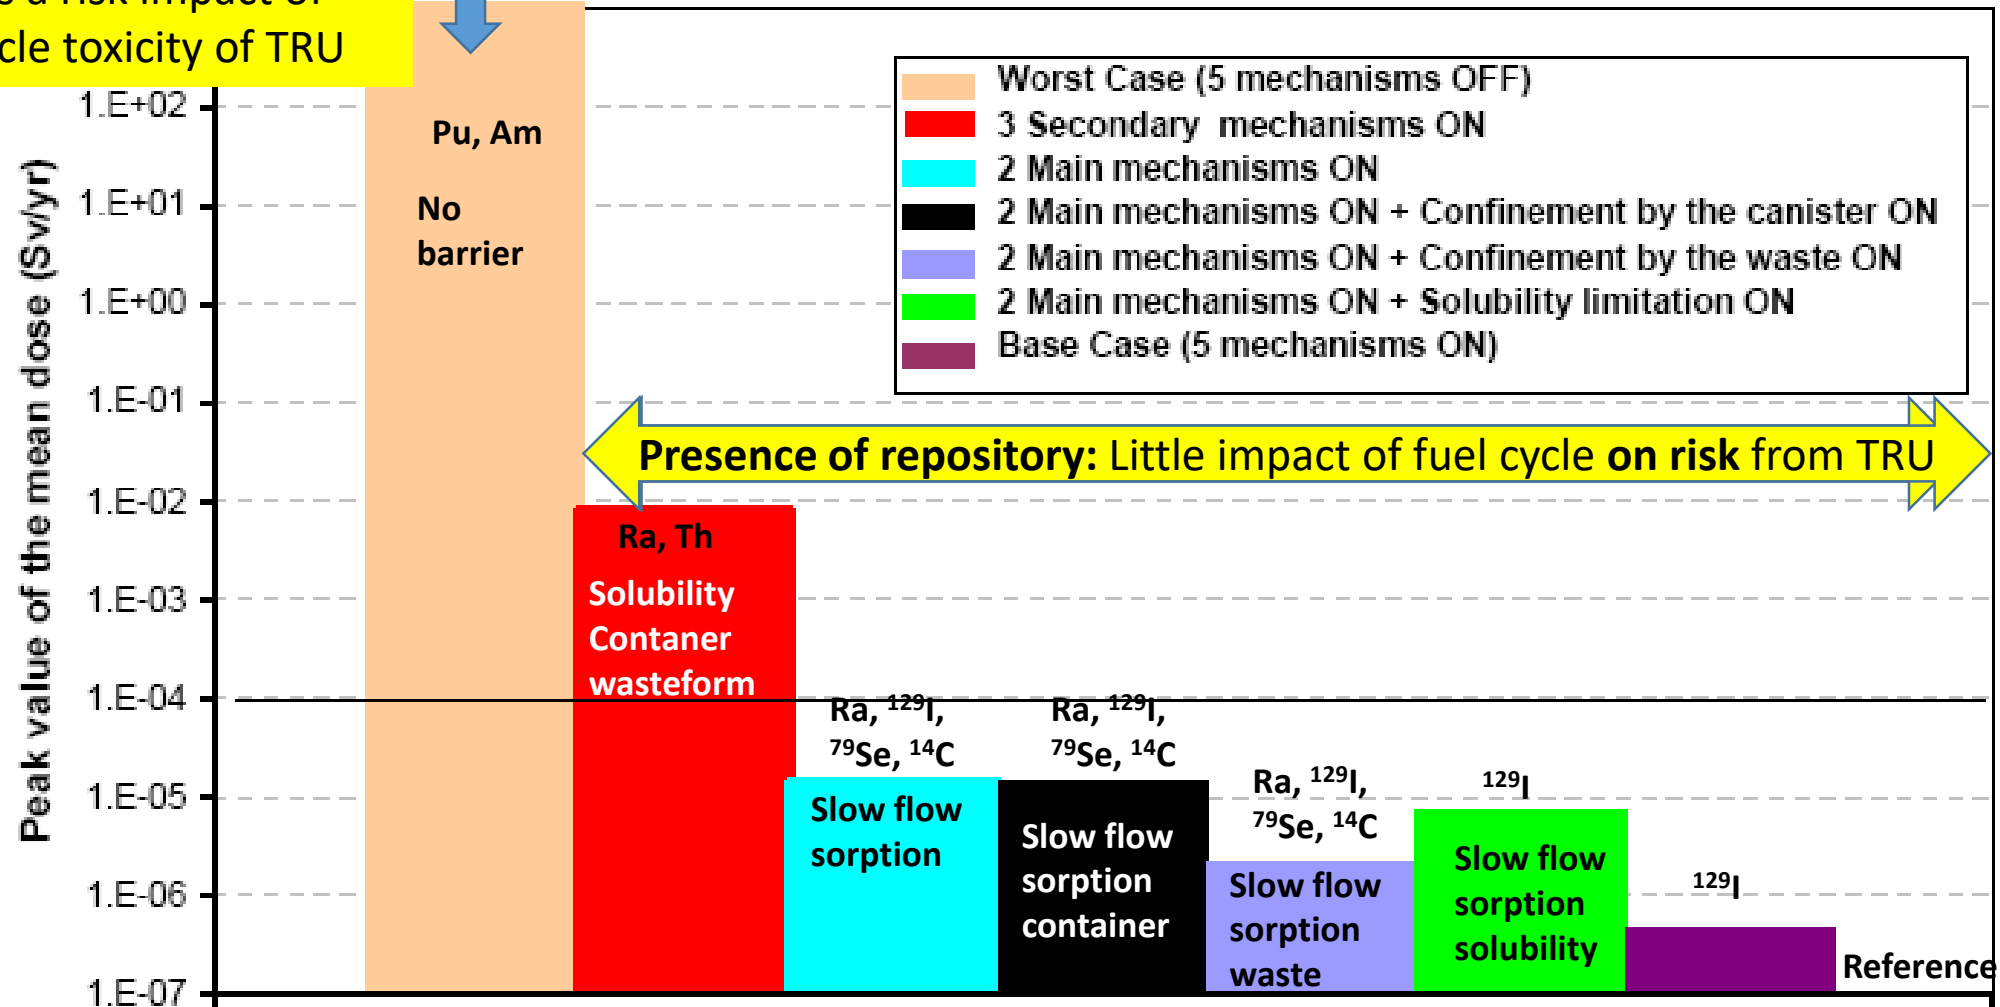 a risk impact of
cle toxicity of TRU
Peak value of the mean dose (Sv/yr)
1.E+02
1.E+01
1.E+00
1.E-01
1.E-02
1.E-03
1.E-04
1.E-05
1.E-06
1.E-07
Worst Case (5 mechanisms OFF)
3 Secondary mechanisms ON
2 Main mechanisms ON
2 Main mechanisms ON + Confinement by the canister ON
2 Main mechanisms ON + Confinement by the waste ON
2 Main mechanisms ON + Solubility limitation ON
Base Case (5 mechanisms ON)
Presence of repository: Little impact of fuel cycle on risk from TRU
Pu, Am
No
barrier
Ra, Th
Solubility
Contaner
wasteform
Ra, ¹²⁹I,
⁷⁹Se, ¹⁴C
Slow flow
sorption
Ra, ¹²⁹I,
⁷⁹Se, ¹⁴C
Slow flow
sorption
container
Ra, ¹²⁹I,
⁷⁹Se, ¹⁴C
Slow flow
sorption
waste
¹²⁹I
Slow flow
sorption
solubility
¹²⁹I
Reference